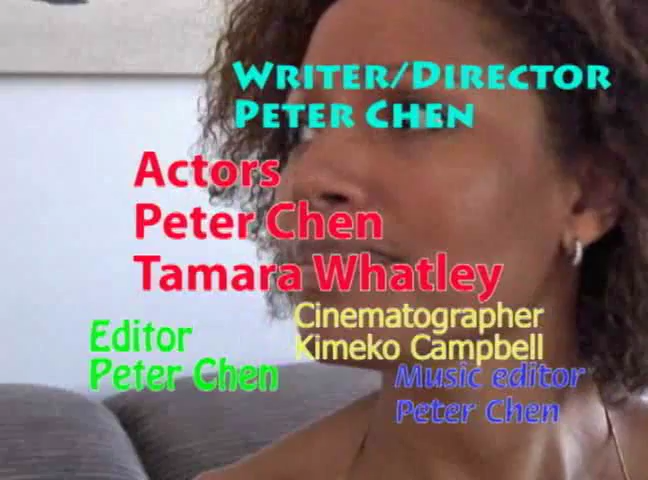 WRITER/DIRECTOR
PETER CHEN
Actors
Peter Chen
Tamara Whatley
Cinematographer
Kimeko Campbell
Editor
Peter Chen
Music editor
Peter Chen